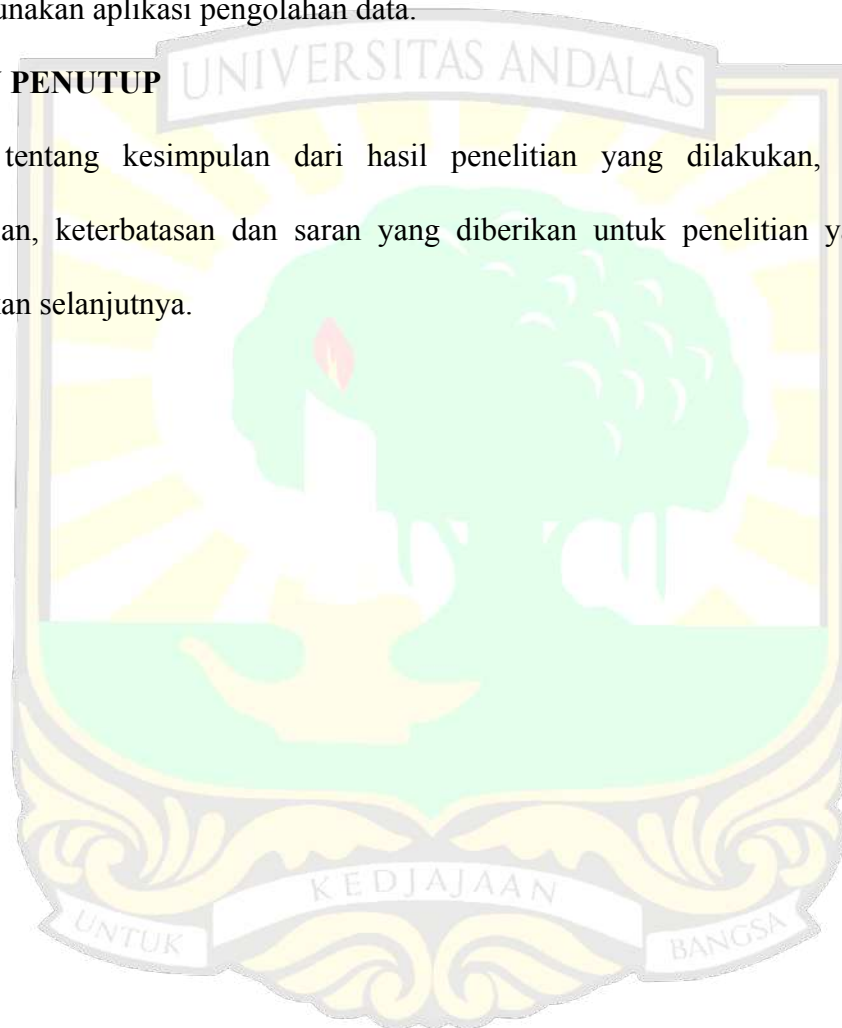 unakan aplikasi pengolahan data.
UNIVERSITAS ANDALAS
PENUTUP
tentang kesimpulan dari hasil penelitian yang dilakukan,
an, keterbatasan dan saran yang diberikan untuk penelitian
kan selanjutnya.
UNTUK KEDJAJAAN BANGSA